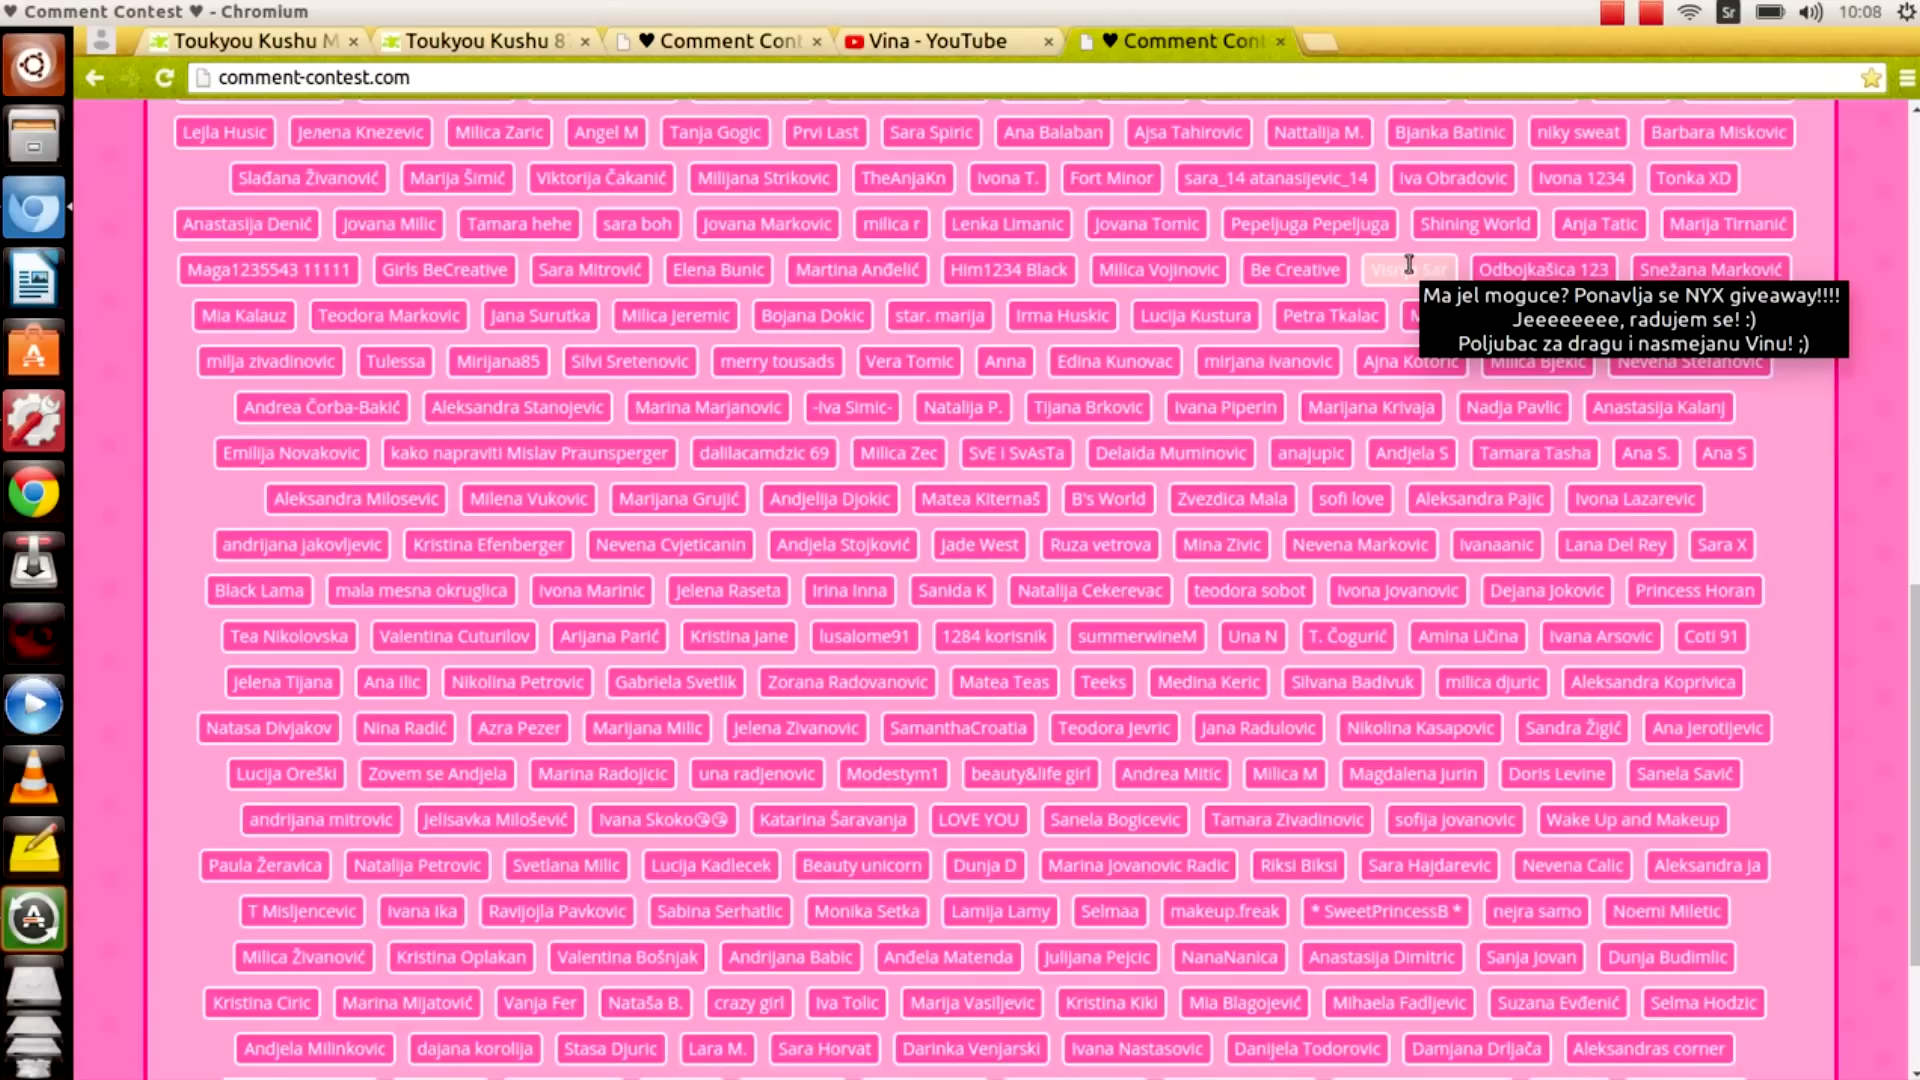 ♥ Comment Contest ♥ - Chromium
Sr
10:08
Toukyou Kushu M
Toukyou Kushu 8
♥ Comment Cont
Vina - YouTube
♥ Comment Cont
comment-contest.com
Lejla Husic Јелена Knezevic Milica Zaric Angel M Tanja Gogic Prvi Last Sara Spiric Ana Balaban Ajsa Tahirovic Nattalija M. Bjanka Batinic niky sweat Barbara Miskovic
Slađana Živanović Marija Šimić Viktorija Čakanić Milijana Strikovic TheAnjaKn Ivona T. Fort Minor sara_14 atanasijevic_14 Iva Obradovic Ivona 1234 Tonka XD
Anastasija Denič Jovana Milic Tamara hehe sara boh Jovana Markovic milica r Lenka Limanic Jovana Tomic Pepeljuga Pepeljuga Shining World Anja Tatic Marija Tirnanić
Maga1235543 11111 Girls BeCreative Sara Mitrović Elena Bunic Martina Anđelić Him1234 Black Milica Vojinovic Be Creative Odbojkašica 123 Snežana Marković
Ma jel moguce? Ponavlja se NYX giveaway!!!!
Jeeeeeeee, radujem se! :)
Poljubac za dragu i nasmejanu Vinu! ;)
Mia Kalauz Teodora Markovic Jana Surutka Milica Jeremic Bojana Dokic star. marija Irma Huskic Lucija Kustura Petra Tkalac
milja zivadinovic Tulessa Mirijana85 Silvi Sretenovic merry tousads Vera Tomic Anna Edina Kunovac mirjana ivanovic Ajna Kotoric Milica Bjekic Nevena Stefanovic
Andrea Čorba-Bakić Aleksandra Stanojevic Marina Marjanovic -Iva Simic- Natalija P. Tijana Brkovic Ivana Piperin Marijana Krivaja Nadja Pavlic Anastasija Kalanj
Emilija Novakovic kako napraviti Mislav Praunsperger dalilacamdzic 69 Milica Zec SvE I SvAsTa Delaida Muminovic anajupic Andjela S Tamara Tasha Ana S. Ana S
Aleksandra Milosevic Milena Vukovic Marijana Grujić Andjelija Djokic Matea Kiternaš B's World Zvezdica Mala sofi love Aleksandra Pajic Ivona Lazarevic
andrijana jakovljevic Kristina Efenberger Nevena Cvjeticanin Andjela Stojković Jade West Ruza vetrova Mina Zivic Nevena Markovic ivanaanic Lana Del Rey Sara X
Black Lama mala mesna okruglica Ivona Marinic Jelena Raseta Irina Inna Sanida K Natalija Cekerevac teodora sobot Ivona Jovanovic Dejana Jokovic Princess Horan
Tea Nikolovska Valentina Cuturilov Arijana Parić Kristina Jane lusalome91 1284 korisnik summerwineM Una N T. Čogurić Amina Ličina Ivana Arsovic Coti 91
Jelena Tijana Ana Ilic Nikolina Petrovic Gabriela Svetlik Zorana Radovanovic Matea Teas Teeks Medina Keric Silvana Badivuk milica djuric Aleksandra Koprivica
Natasa Divjakov Nina Radić Azra Pezer Marijana Milic Jelena Zivanovic SamanthaCroatia Teodora Jevric Jana Radulovic Nikolina Kasapovic Sandra Žigić Ana Jerotijevic
Lucija Oreški Zovem se Andjela Marina Radojicic una radjenovic Modestym1 beauty&life girl Andrea Mitic Milica M Magdalena Jurin Doris Levine Sanela Savić
andrijana mitrovic Jelisavka Milošević Ivana Skoko😘😘 Katarina Šaravanja LOVE YOU Sanela Bogicevic Tamara Zivadinovic sofija jovanovic Wake Up and Makeup
Paula Žeravica Natalija Petrovic Svetlana Milic Lucija Kadlecek Beauty unicorn Dunja D Marina Jovanovic Radic Riksi Biksi Sara Hajdarevic Nevena Calic Aleksandra Ja
T Misljencevic Ivana Ika Ravijojla Pavkovic Sabina Serhatlic Monika Setka Lamija Lamy Selmaa makeup.freak * SweetPrincessB * nejra samo Noemi Miletic
Milica Živanović Kristina Oplakan Valentina Bošnjak Andrijana Babic Anđela Matenda Julijana Pejcic NanaNanica Anastasija Dimitric Sanja Jovan Dunja Budimlic
Kristina Ciric Marina Mijatović Vanja Fer Nataša B. crazy girl Iva Tolic Marija Vasiljevic Kristina Kiki Mia Blagojević Mihaela Fadljevic Suzana Evđenić Selma Hodzic
Andjela Milinkovic dajana korolija Stasa Djuric Lara M. Sara Horvat Darinka Venjarski Ivana Nastasovic Danijela Todorovic Damjana Drljača Aleksandras corner